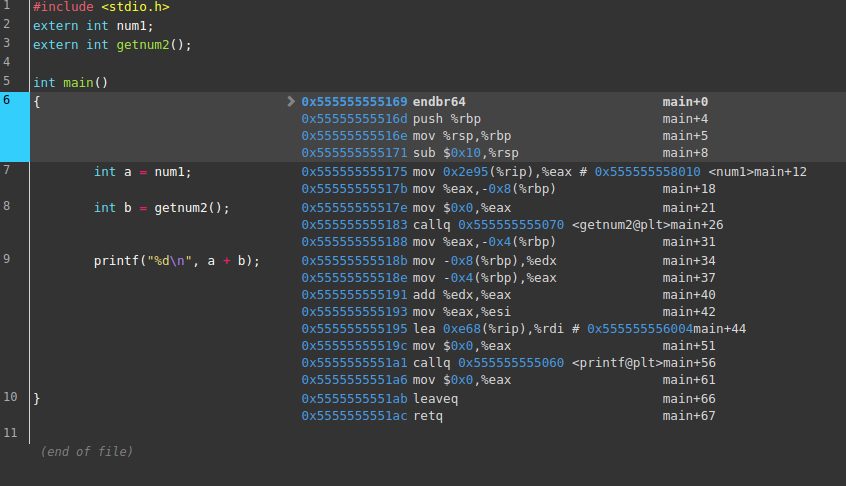 1 #include <stdio.h>
2 extern int num1;
3 extern int getnum2();
4
5 int main()
6 { 0x555555555169 endbr64 main+0
0x55555555516d push %rbp main+4
0x55555555516e mov %rsp,%rbp main+5
0x555555555171 sub $0x10,%rsp main+8
7 int a = num1; 0x555555555175 mov 0x2e95(%rip),%eax # 0x555555558010 <num1>main+12
0x55555555517b mov %eax,-0x8(%rbp) main+18
8 int b = getnum2(); 0x55555555517e mov $0x0,%eax main+21
0x555555555183 callq 0x555555555070 <getnum2@plt>main+26
0x555555555188 mov %eax,-0x4(%rbp) main+31
9 printf("%d\n", a + b); 0x55555555518b mov -0x8(%rbp),%edx main+34
0x55555555518e mov -0x4(%rbp),%eax main+37
0x555555555191 add %edx,%eax main+40
0x555555555193 mov %eax,%esi main+42
0x555555555195 lea 0xe68(%rip),%rdi # 0x555555556004main+44
0x55555555519c mov $0x0,%eax main+51
0x5555555551a1 callq 0x555555555060 <printf@plt>main+56
0x5555555551a6 mov $0x0,%eax main+61
10 } 0x5555555551ab leaveq main+66
0x5555555551ac retq main+67
11
(end of file)